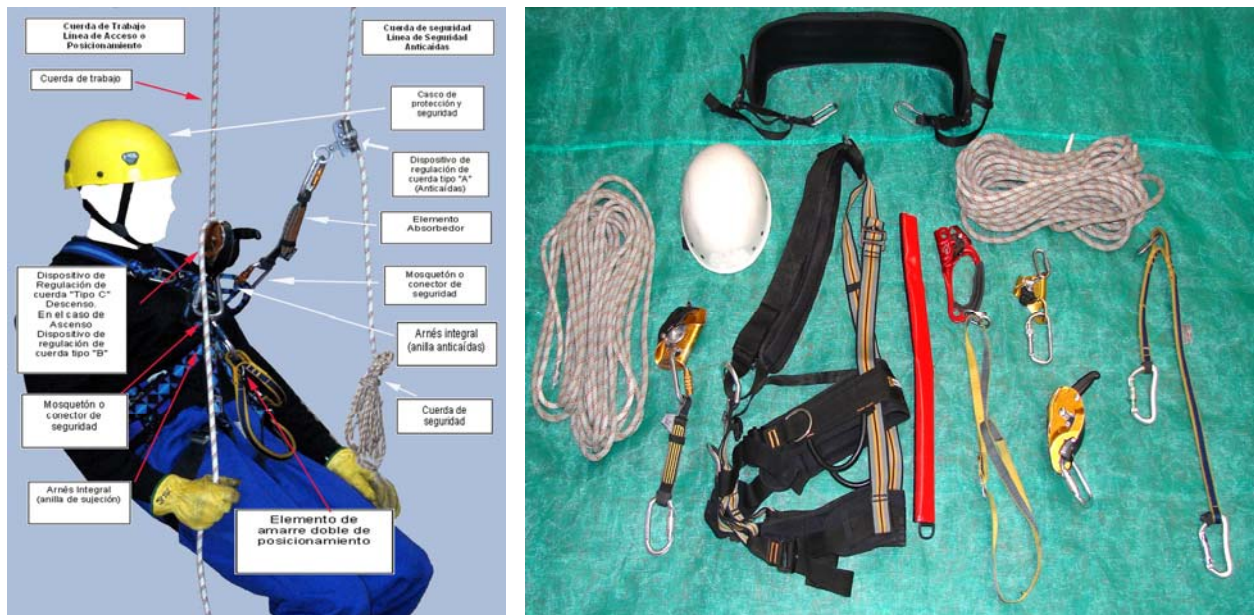 Cuerda de Trabajo
Línea de Acceso o
Posicionamiento
Cuerda de seguridad
Línea de Seguridad
Anticaídas
Cuerda de trabajo
Casco de
protección y
seguridad
Dispositivo de
regulación de
cuerda tipo "A"
(Anticaídas)
Elemento
Absorbedor
Dispositivo de
Regulación de
cuerda "Tipo C"
Descenso.
En el caso de
Ascenso
Dispositivo de
regulación de
cuerda tipo "B"
Mosquetón o
conector de
seguridad
Arnés integral
(anilla anticaídas)
Mosquetón o
conector de
seguridad
Cuerda de
seguridad
Arnés Integral
(anilla de sujeción)
Elemento de
amarre doble de
posicionamiento